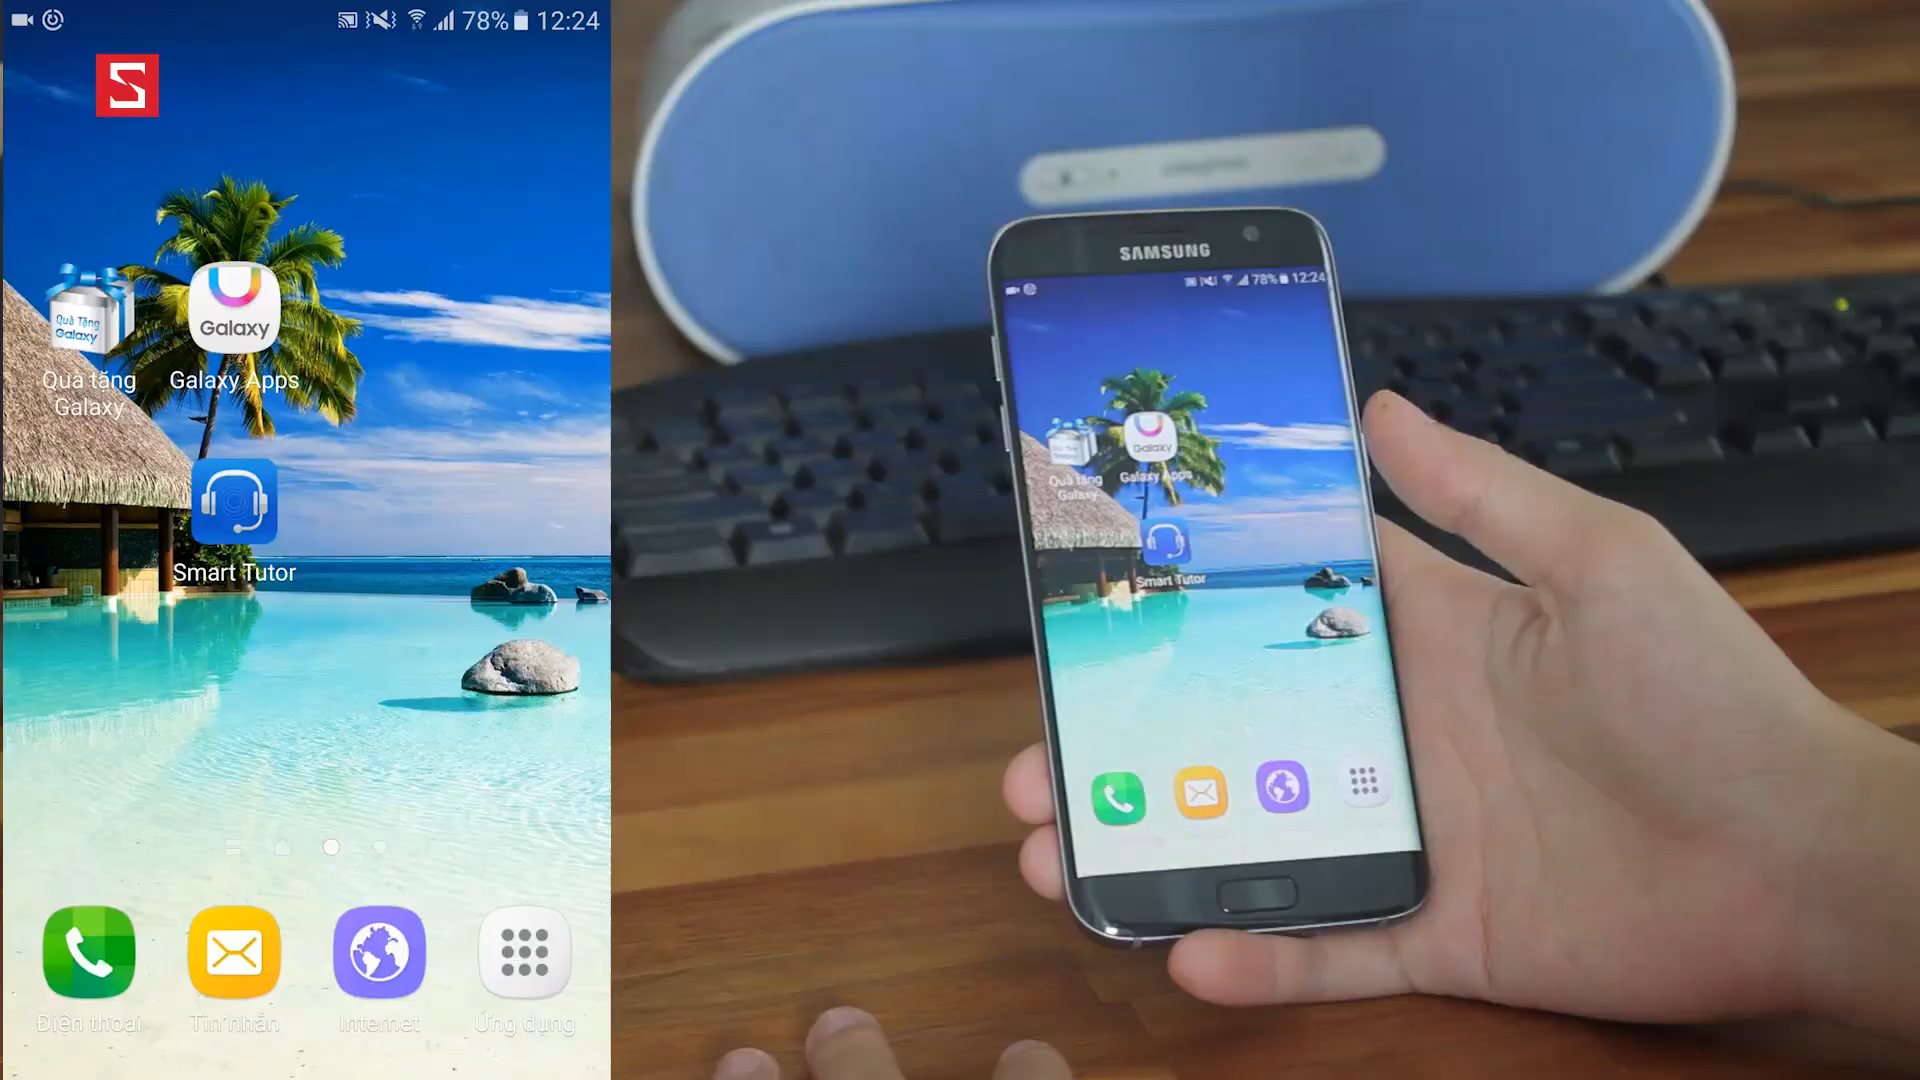 78% 12:24
S
Quà Tặng
Galaxy
Galaxy
Quà tặng
Galaxy
Galaxy Apps
Smart Tutor
Điện thoại
Tin nhắn
Internet
Ứng dụng
SAMSUNG
78% 12:24
Galaxy
Quà tặng
Galaxy
Galaxy Apps
Smart Tutor